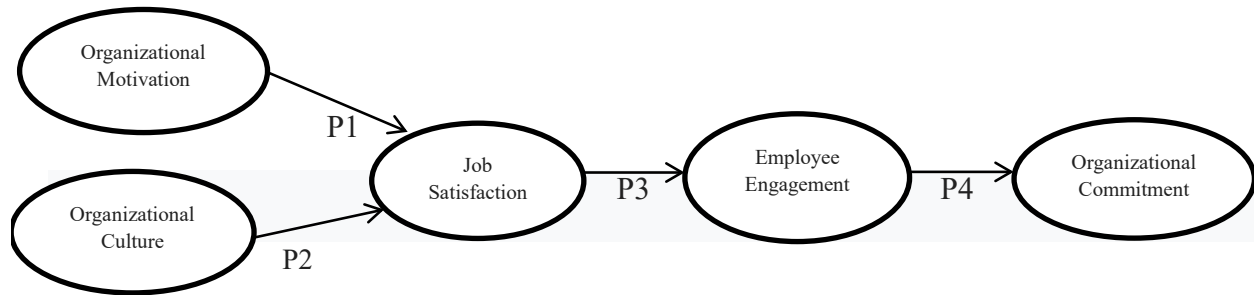 Organizational
Motivation
P1
Organizational
Culture
P2
Job
Satisfaction
P3
Employee
Engagement
P4
Organizational
Commitment